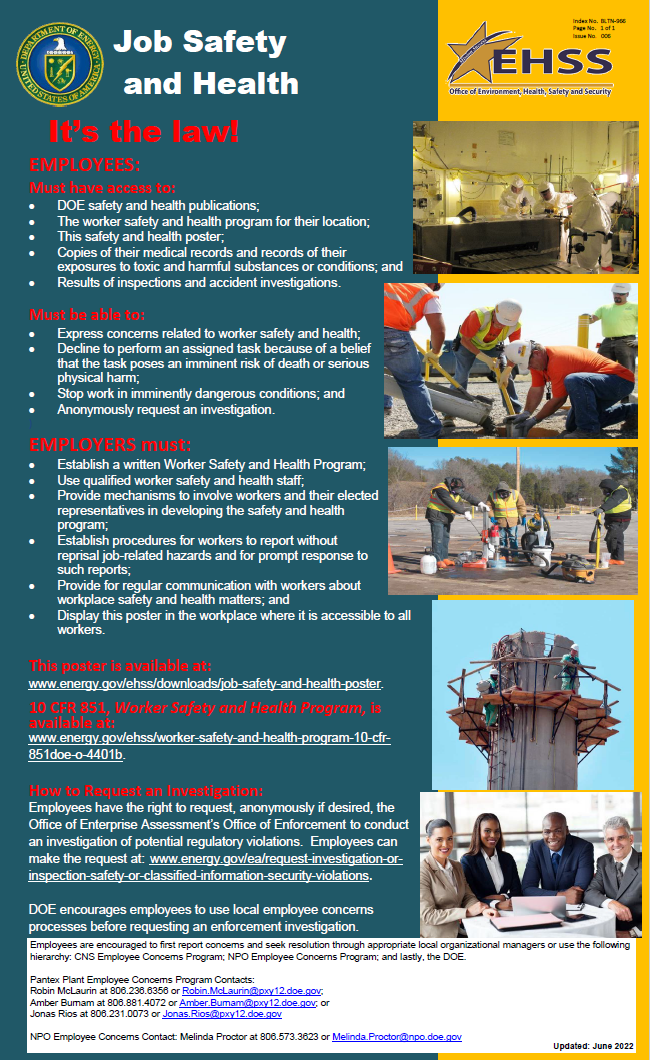 DEPARTMENT OF ENERGY
UNITED STATES OF AMERICA
Job Safety
and Health
It's the law!
Index No. BLTN-966
Page No. 1 of 1
Issue No. 006
EHSS
Office of Environment, Health, Safety and Security
EMPLOYEES:
Must have access to:
• DOE safety and health publications;
• The worker safety and health program for their location;
• This safety and health poster;
• Copies of their medical records and records of their
exposures to toxic and harmful substances or conditions; and
• Results of inspections and accident investigations.
Must be able to:
• Express concerns related to worker safety and health;
• Decline to perform an assigned task because of a belief
that the task poses an imminent risk of death or serious
physical harm;
• Stop work in imminently dangerous conditions; and
• Anonymously request an investigation.
EMPLOYERS must:
• Establish a written Worker Safety and Health Program;
• Use qualified worker safety and health staff;
• Provide mechanisms to involve workers and their elected
representatives in developing the safety and health
program;
• Establish procedures for workers to report without
reprisal job-related hazards and for prompt response to
such reports;
• Provide for regular communication with workers about
workplace safety and health matters; and
• Display this poster in the workplace where it is accessible to all
workers.
This poster is available at:
www.energy.gov/ehss/downloads/job-safety-and-health-poster.
10 CFR 851, Worker Safety and Health Program, is
available at:
www.energy.gov/ehss/worker-safety-and-health-program-10-cfr-
851doe-o-4401b.
How to Request an Investigation:
Employees have the right to request, anonymously if desired, the
Office of Enterprise Assessment's Office of Enforcement to conduct
an investigation of potential regulatory violations. Employees can
make the request at: www.energy.gov/ea/request-investigation-or-
inspection-safety-or-classified-information-security-violations.
DOE encourages employees to use local employee concerns
processes before requesting an enforcement investigation.
Employees are encouraged to first report concerns and seek resolution through appropriate local organizational managers or use the following
hierarchy: CNS Employee Concerns Program; NPO Employee Concerns Program; and lastly, the DOE.
Pantex Plant Employee Concerns Program Contacts:
Robin McLaurin at 806.236.6356 or Robin.McLaurin@pxy12.doe.gov;
Amber Burnam at 806.881.4072 or Amber.Burnam@pxy12.doe.gov; or
Jonas Rios at 806.231.0073 or Jonas.Rios@pxy12.doe.gov
NPO Employee Concerns Contact: Melinda Proctor at 806.573.3623 or Melinda.Proctor@npo.doe.gov
Updated: June 2022